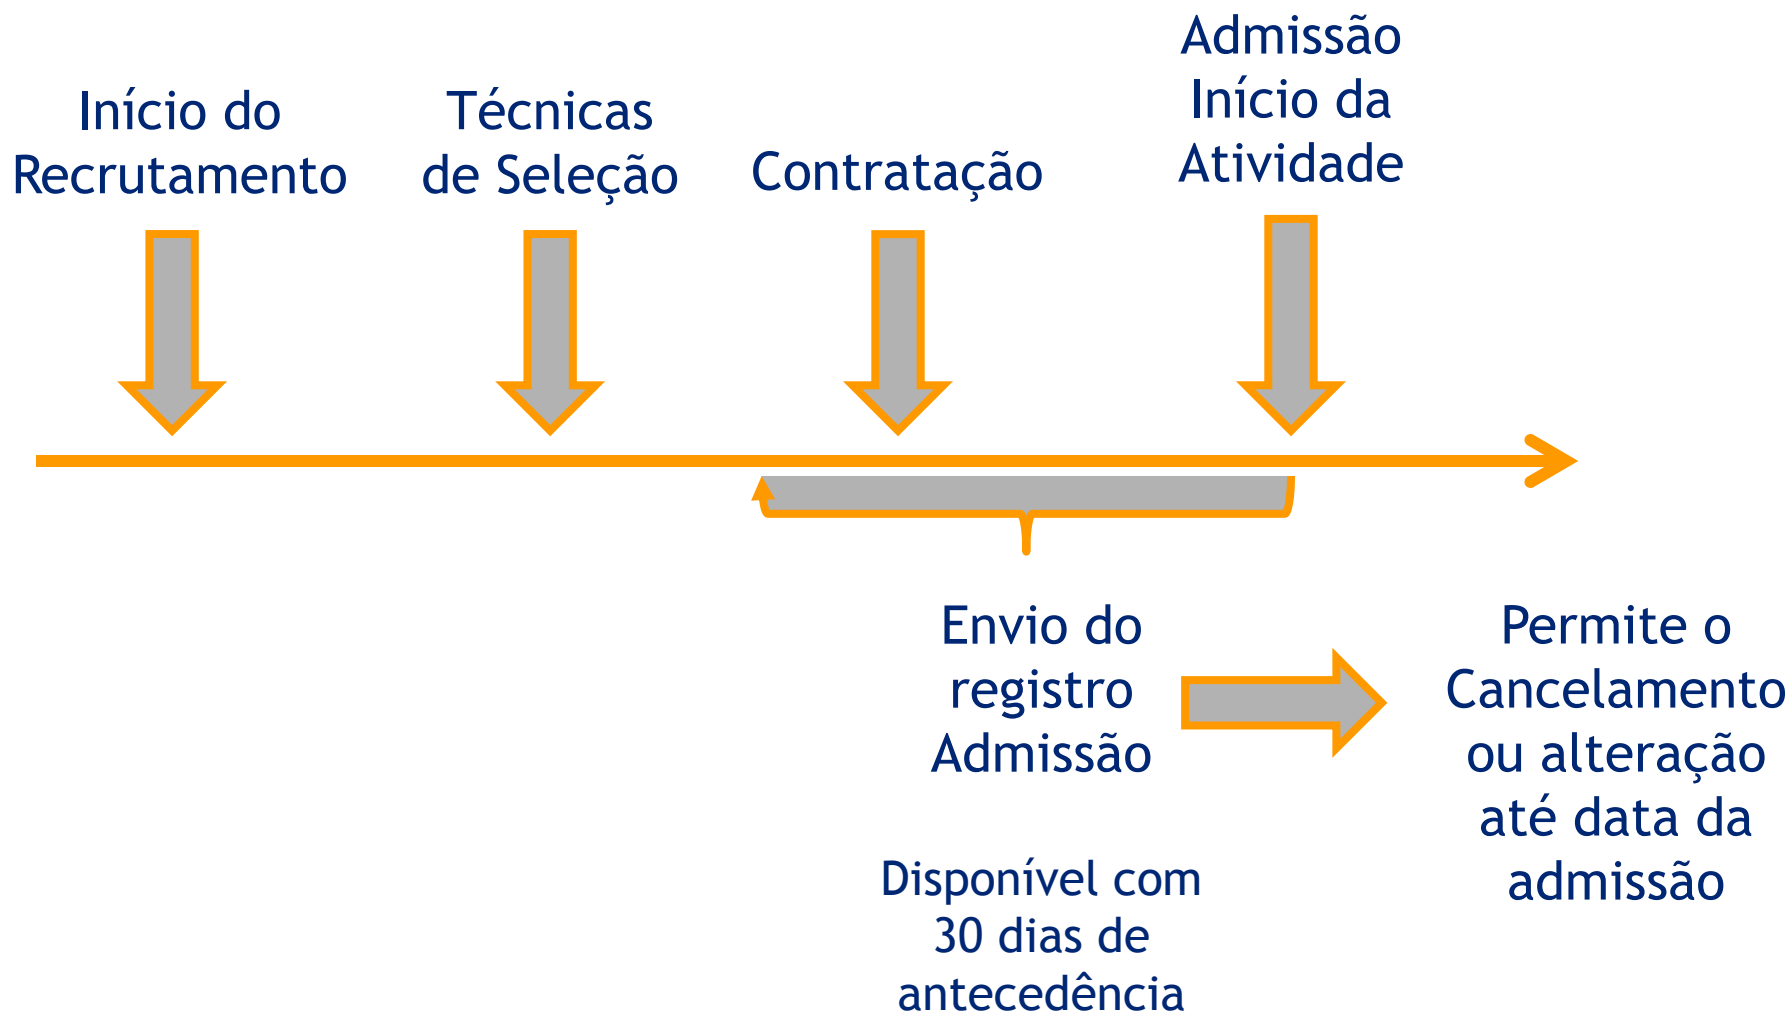 Início do
Recrutamento
Técnicas
de Seleção
Contratação
Admissão
Início da
Atividade
Envio do
registro
Admissão
Disponível com
30 dias de
antecedência
Permite o
Cancelamento
ou alteração
até data da
admissão